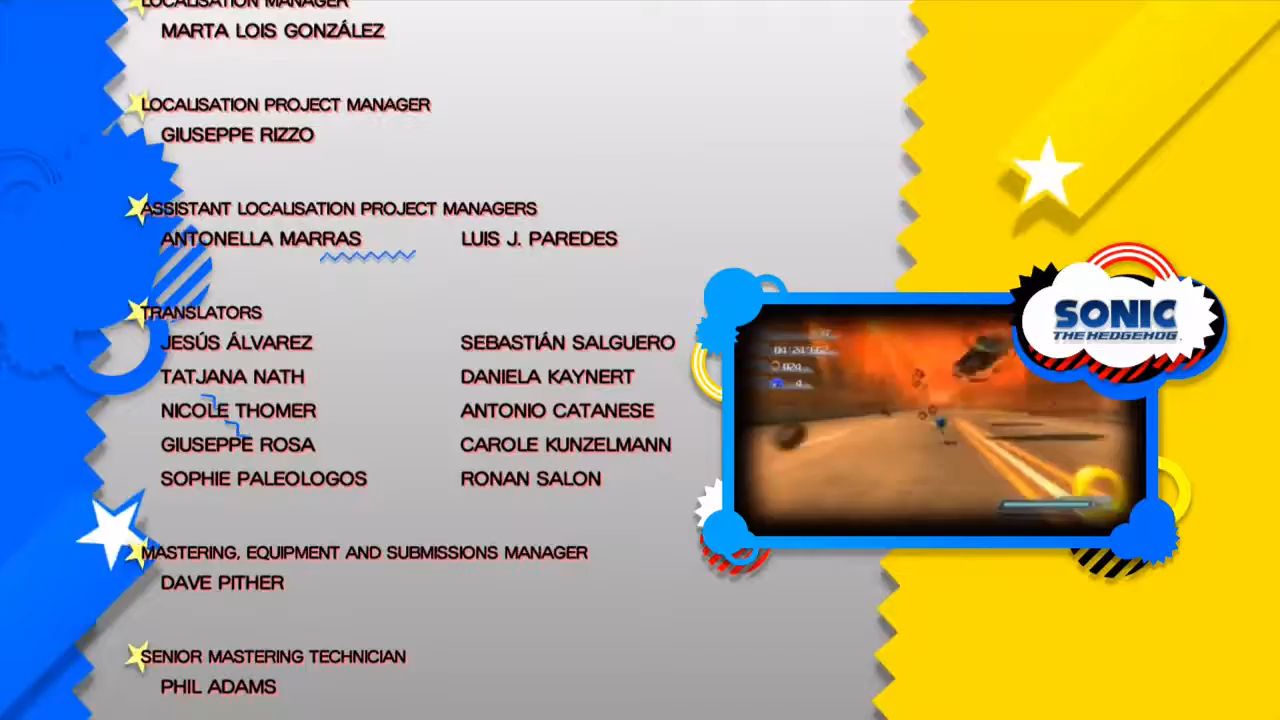 LOCALISATION MANAGER
MARTA LOIS GONZÁLEZ
LOCALISATION PROJECT MANAGER
GIUSEPPE RIZZO
ASSISTANT LOCALISATION PROJECT MANAGERS
ANTONELLA MARRAS LUIS J. PAREDES
TRANSLATORS
JESÚS ÁLVAREZ SEBASTIÁN SALGUERO
TATJANA NATH DANIELA KAYNERT
NICOLE THOMER ANTONIO CATANESE
GIUSEPPE ROSA CAROLE KUNZELMANN
SOPHIE PALEOLOGOS RONAN SALON
MASTERING, EQUIPMENT AND SUBMISSIONS MANAGER
DAVE PITHER
SENIOR MASTERING TECHNICIAN
PHIL ADAMS
SONIC
THE HEDGEHOG